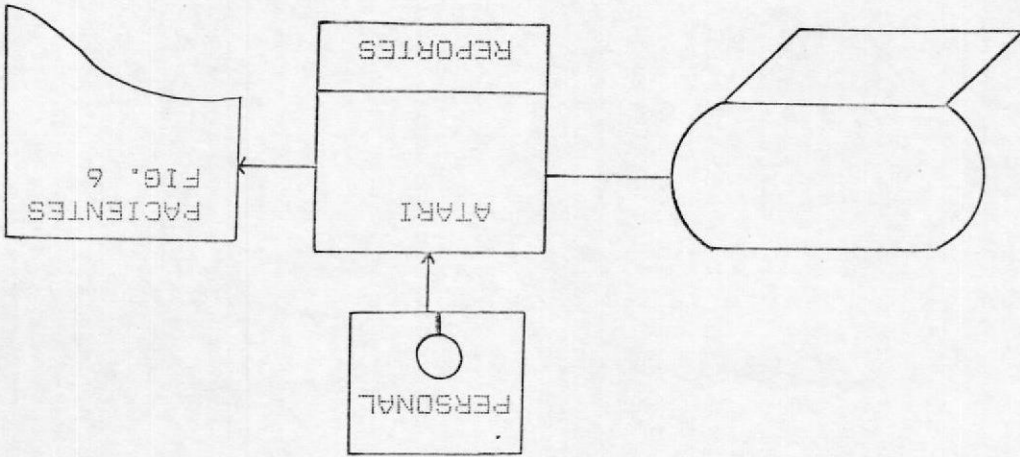 PERSONAL
ATARI
REPORTES
PACIENTES
FIG. 6